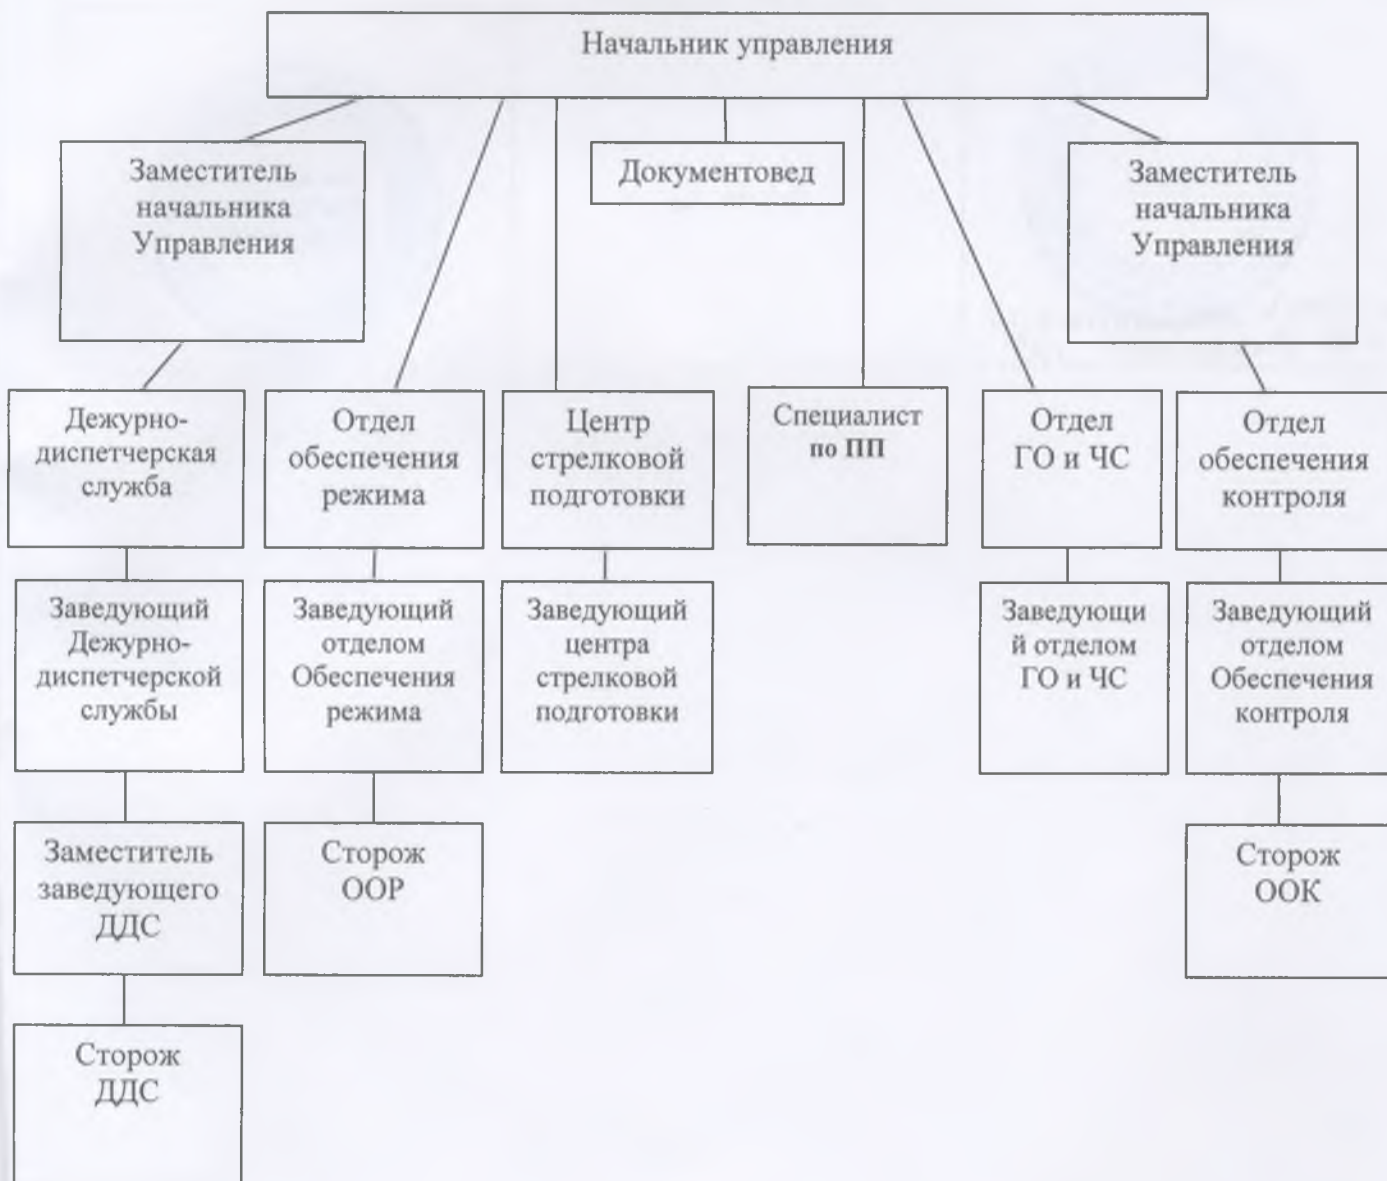 Начальник управления
Заместитель
начальника
Управления
Документовед
Заместитель
начальника
Управления
Дежурно-
диспетчерская
служба
Отдел
обеспечения
режима
Центр
стрелковой
подготовки
Специалист
по ПП
Отдел
ГО и ЧС
Отдел
обеспечения
контроля
Заведующий
Дежурно-
диспетчерской
службы
Заведующий
отделом
Обеспечения
режима
Заведующий
центра
стрелковой
подготовки
Заведующи
й отделом
ГО и ЧС
Заведующий
отделом
Обеспечения
контроля
Заместитель
заведующего
ДДС
Сторож
ООР
Сторож
ООК
Сторож
ДДС